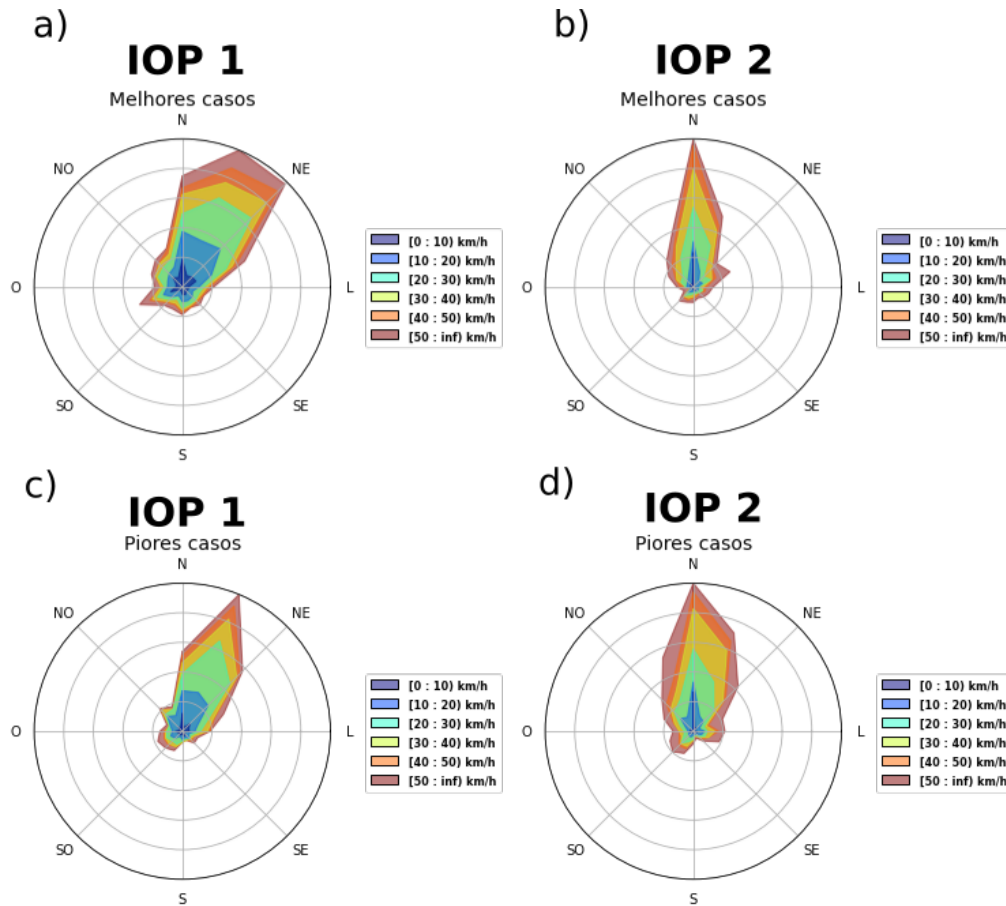 a)
IOP 1
Melhores casos
N
NO
NE
O
L
SO
SE
S
[0 : 10) km/h
[10 : 20) km/h
[20 : 30) km/h
[30 : 40) km/h
[40 : 50) km/h
[50 : inf) km/h
b)
IOP 2
Melhores casos
N
NO
NE
O
L
SO
SE
S
[0 : 10) km/h
[10 : 20) km/h
[20 : 30) km/h
[30 : 40) km/h
[40 : 50) km/h
[50 : inf) km/h
c)
IOP 1
Piores casos
N
NO
NE
O
L
SO
SE
S
[0 : 10) km/h
[10 : 20) km/h
[20 : 30) km/h
[30 : 40) km/h
[40 : 50) km/h
[50 : inf) km/h
d)
IOP 2
Piores casos
N
NO
NE
O
L
SO
SE
S
[0 : 10) km/h
[10 : 20) km/h
[20 : 30) km/h
[30 : 40) km/h
[40 : 50) km/h
[50 : inf) km/h